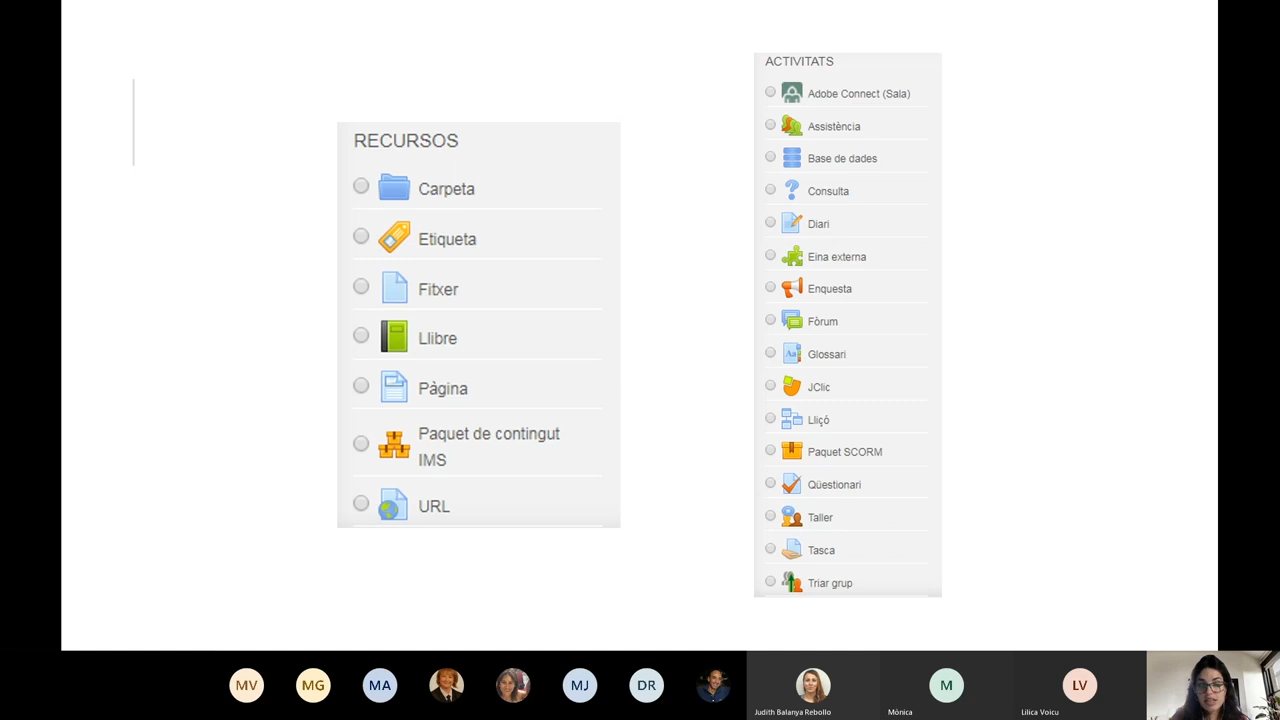 RECURSOS
Carpeta
Etiqueta
Fitxer
Llibre
Pàgina
Paquet de contingut
IMS
URL
ACTIVITATS
Adobe Connect (Sala)
Assistència
Base de dades
Consulta
Diari
Eina externa
Enquesta
Fòrum
Glossari
JClic
Lliçó
Paquet SCORM
Qüestionari
Taller
Tasca
Triar grup
MV
MG
MA
MJ
DR
Judith Balanya Rebollo
M
Mònica
LV
Lilica Voicu